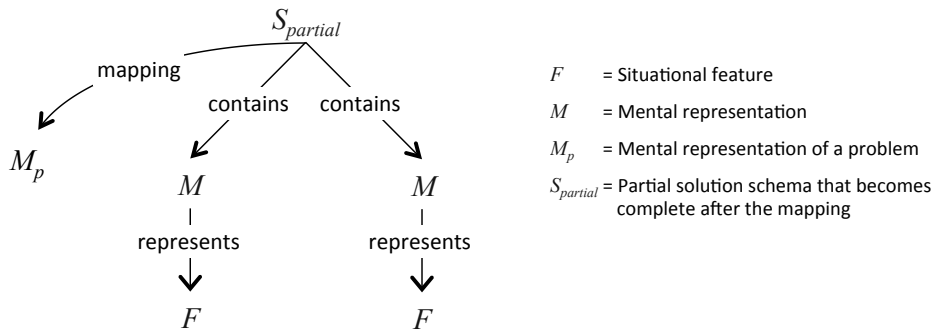 S_partial
mapping
contains contains
M_p
M M
represents represents
F F
F = Situational feature
M = Mental representation
M_p = Mental representation of a problem
S_partial = Partial solution schema that becomes
complete after the mapping